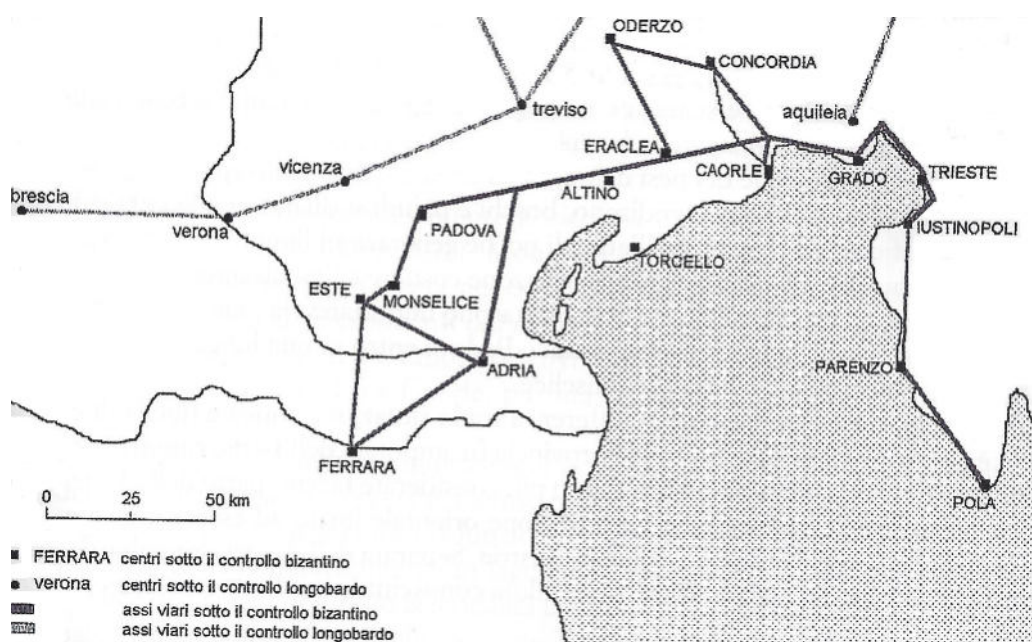 ODERZO
CONCORDIA
treviso
aquileia
ERACLEA
vicenza
CAORLE
GRADO
TRIESTE
ALTINO
brescia
verona
PADOVA
IUSTINOPOLI
TORCELLO
ESTE
MONSELICE
ADRIA
PARENZO
FERRARA
POLA
0 25 50 km
FERRARA centri sotto il controllo bizantino
verona centri sotto il controllo longobardo
assi viari sotto il controllo bizantino
assi viari sotto il controllo longobardo